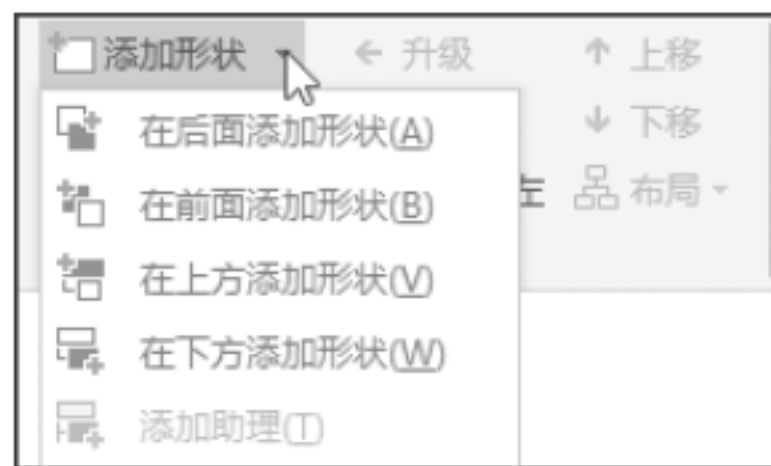 添加形状 升级 上移
下移
在后面添加形状(A)
左 布局
在前面添加形状(B)
在上方添加形状(V)
在下方添加形状(W)
添加助理(T)